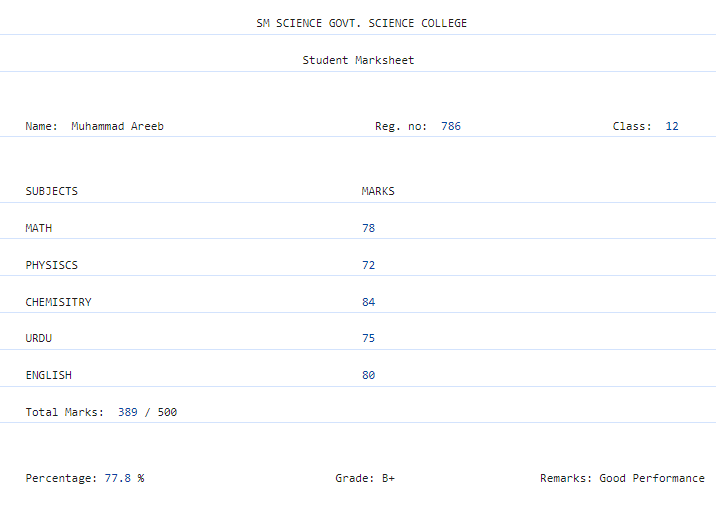 SM SCIENCE GOVT. SCIENCE COLLEGE
Student Marksheet
Name: Muhammad Areeb Reg. no: 786 Class: 12
SUBJECTS MARKS
MATH 78
PHYSISCS 72
CHEMISITRY 84
URDU 75
ENGLISH 80
Total Marks: 389 / 500
Percentage: 77.8 % Grade: B+ Remarks: Good Performance